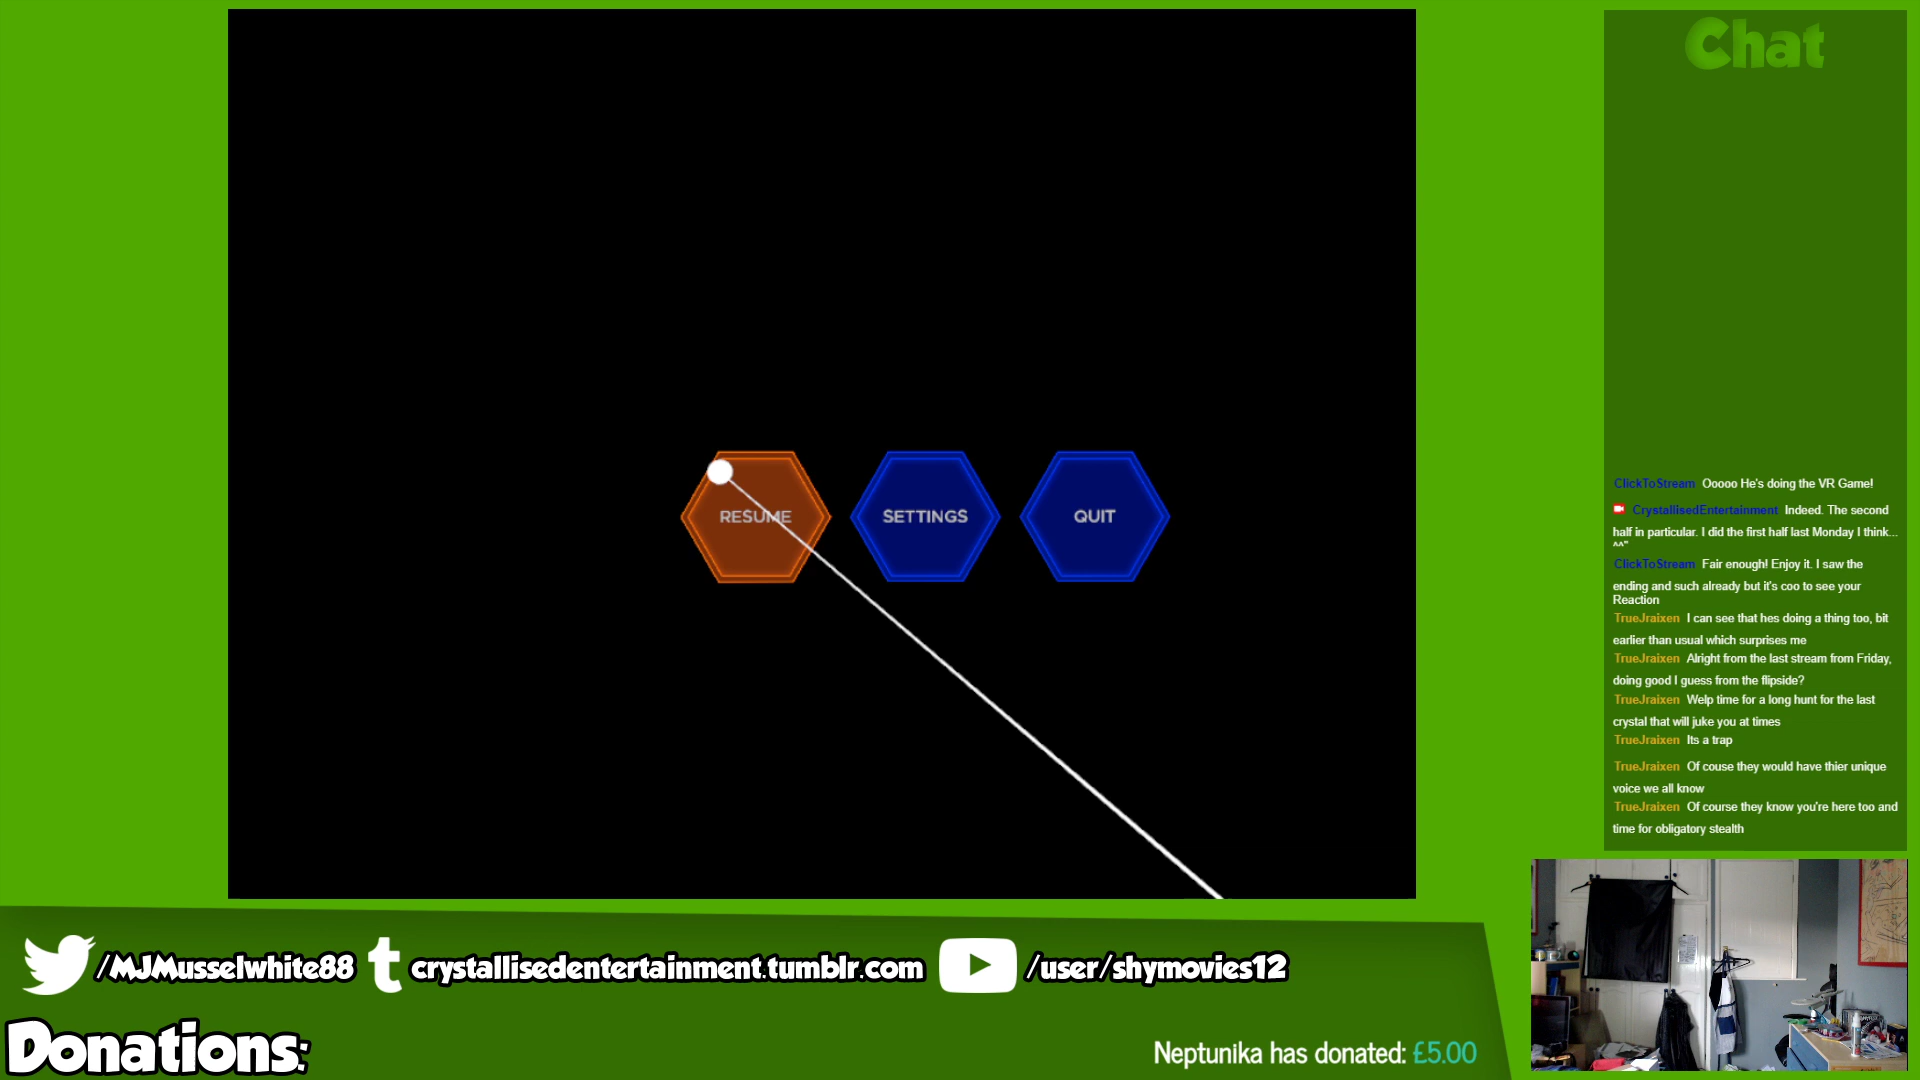 Chat
RESUME
SETTINGS
QUIT
ClickToStream Ooooo He's doing the VR Game!
CrystallisedEntertainment Indeed. The second
half in particular. I did the first half last Monday I think...
^^"
ClickToStream Fair enough! Enjoy it. I saw the
ending and such already but it's coo to see your
Reaction
TrueJraixen I can see that hes doing a thing too, bit
earlier than usual which surprises me
TrueJraixen Alright from the last stream from Friday,
doing good I guess from the flipside?
TrueJraixen Welp time for a long hunt for the last
crystal that will juke you at times
TrueJraixen Its a trap
TrueJraixen Of couse they would have thier unique
voice we all know
TrueJraixen Of course they know you're here too and
time for obligatory stealth
/MJMusselwhite88
crystallisedentertainment.tumblr.com
/user/shymovies12
Donations:
Neptunika has donated: £5.00